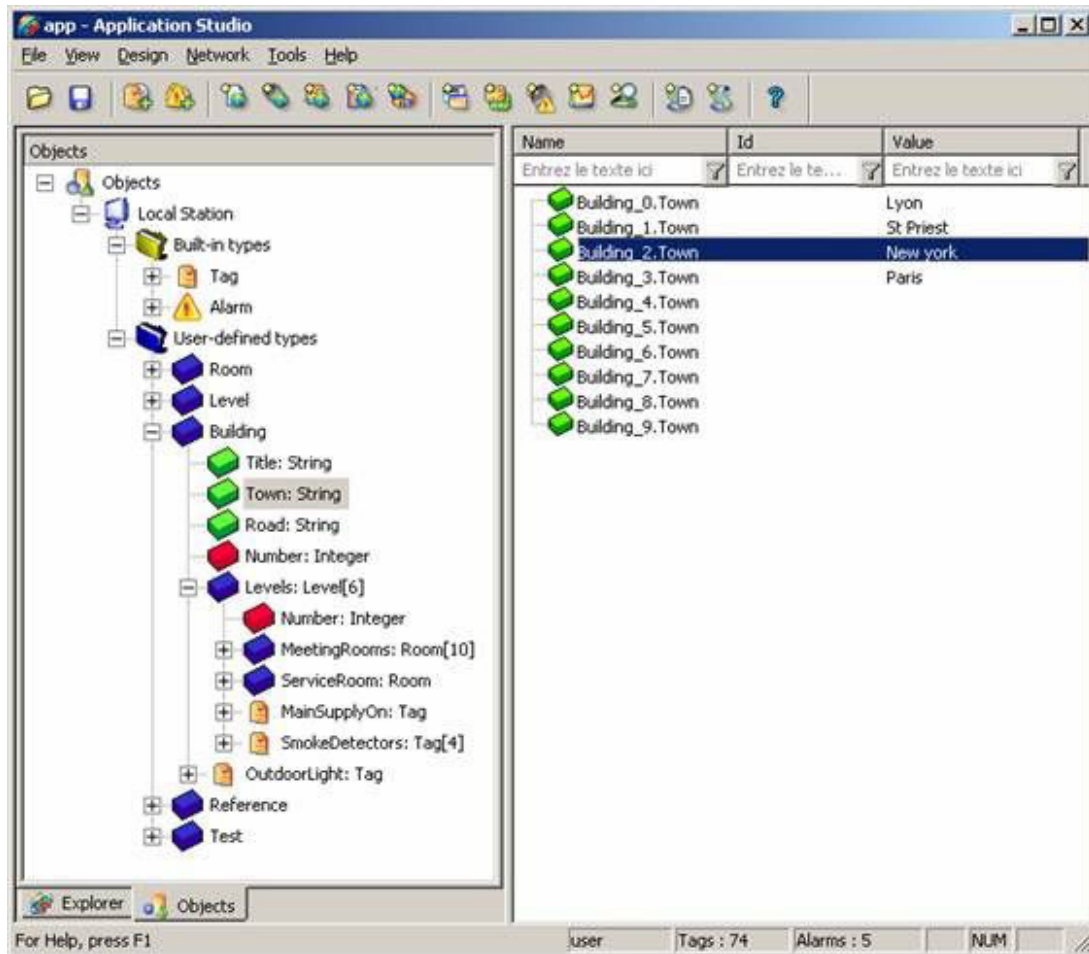 app - Application Studio
File View Design Network Tools Help
Objects
Objects
Local Station
Built-in types
Tag
Alarm
User-defined types
Room
Level
Building
Title: String
Town: String
Road: String
Number: Integer
Levels: Level[6]
Number: Integer
MeetingRooms: Room[10]
ServiceRoom: Room
MainSupplyOn: Tag
SmokeDetectors: Tag[4]
OutdoorLight: Tag
Reference
Test
Explorer Objects
Name Id Value
Entrez le texte ici Entrez le te... Entrez le texte ici
Building_0.Town Lyon
Building_1.Town St Priest
Building_2.Town New york
Building_3.Town Paris
Building_4.Town
Building_5.Town
Building_6.Town
Building_7.Town
Building_8.Town
Building_9.Town
For Help, press F1 user Tags : 74 Alarms : 5 NUM